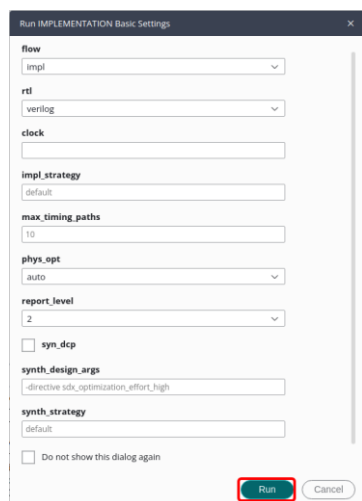 Run IMPLEMENTATION Basic Settings
flow
impl
rtl
verilog
clock
impl_strategy
default
max_timing_paths
10
phys_opt
auto
report_level
2
syn_dcp
synth_design_args
-directive sdx_optimization_effort_high
synth_strategy
default
Do not show this dialog again
Run Cancel